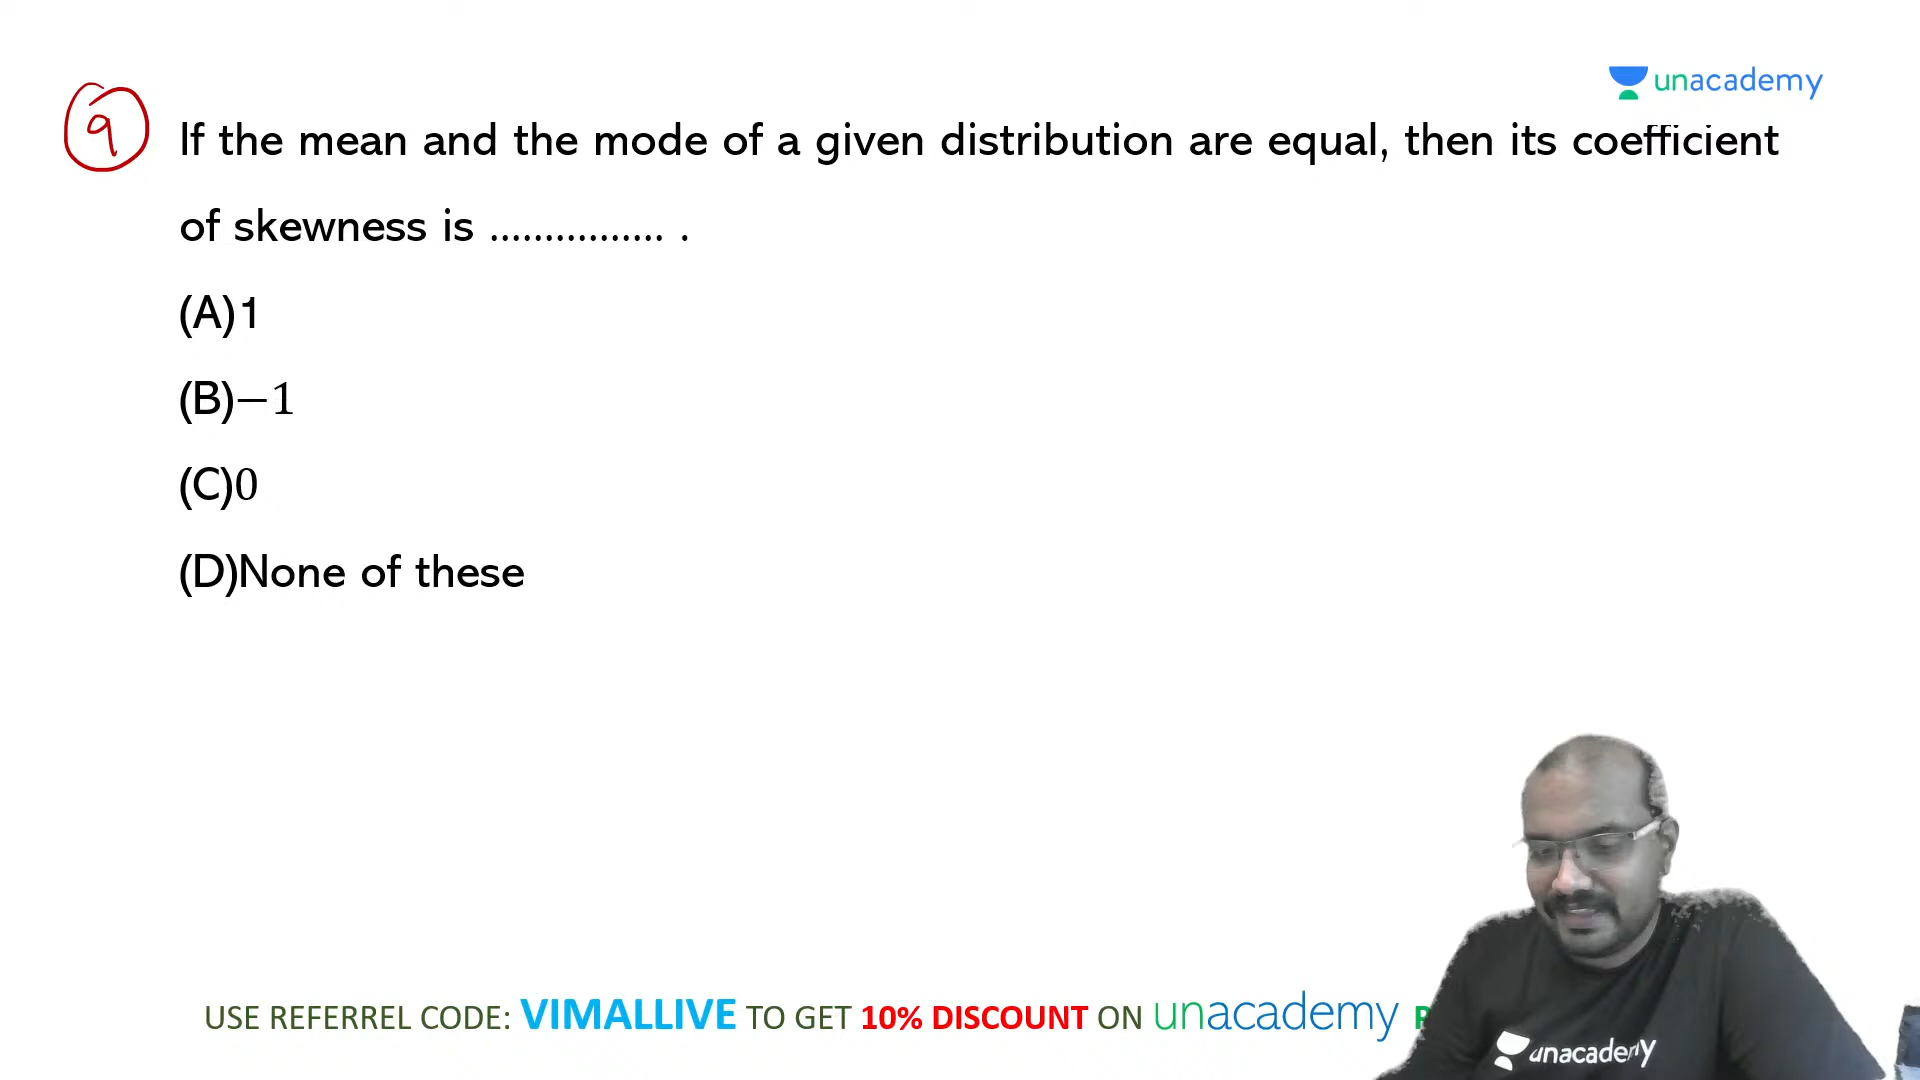 unacademy
9 If the mean and the mode of a given distribution are equal, then its coefficient
of skewness is ................ .
(A)1
(B)−1
(C)0
(D)None of these
USE REFERREL CODE: VIMALLIVE TO GET 10% DISCOUNT ON unacademy
unacademy